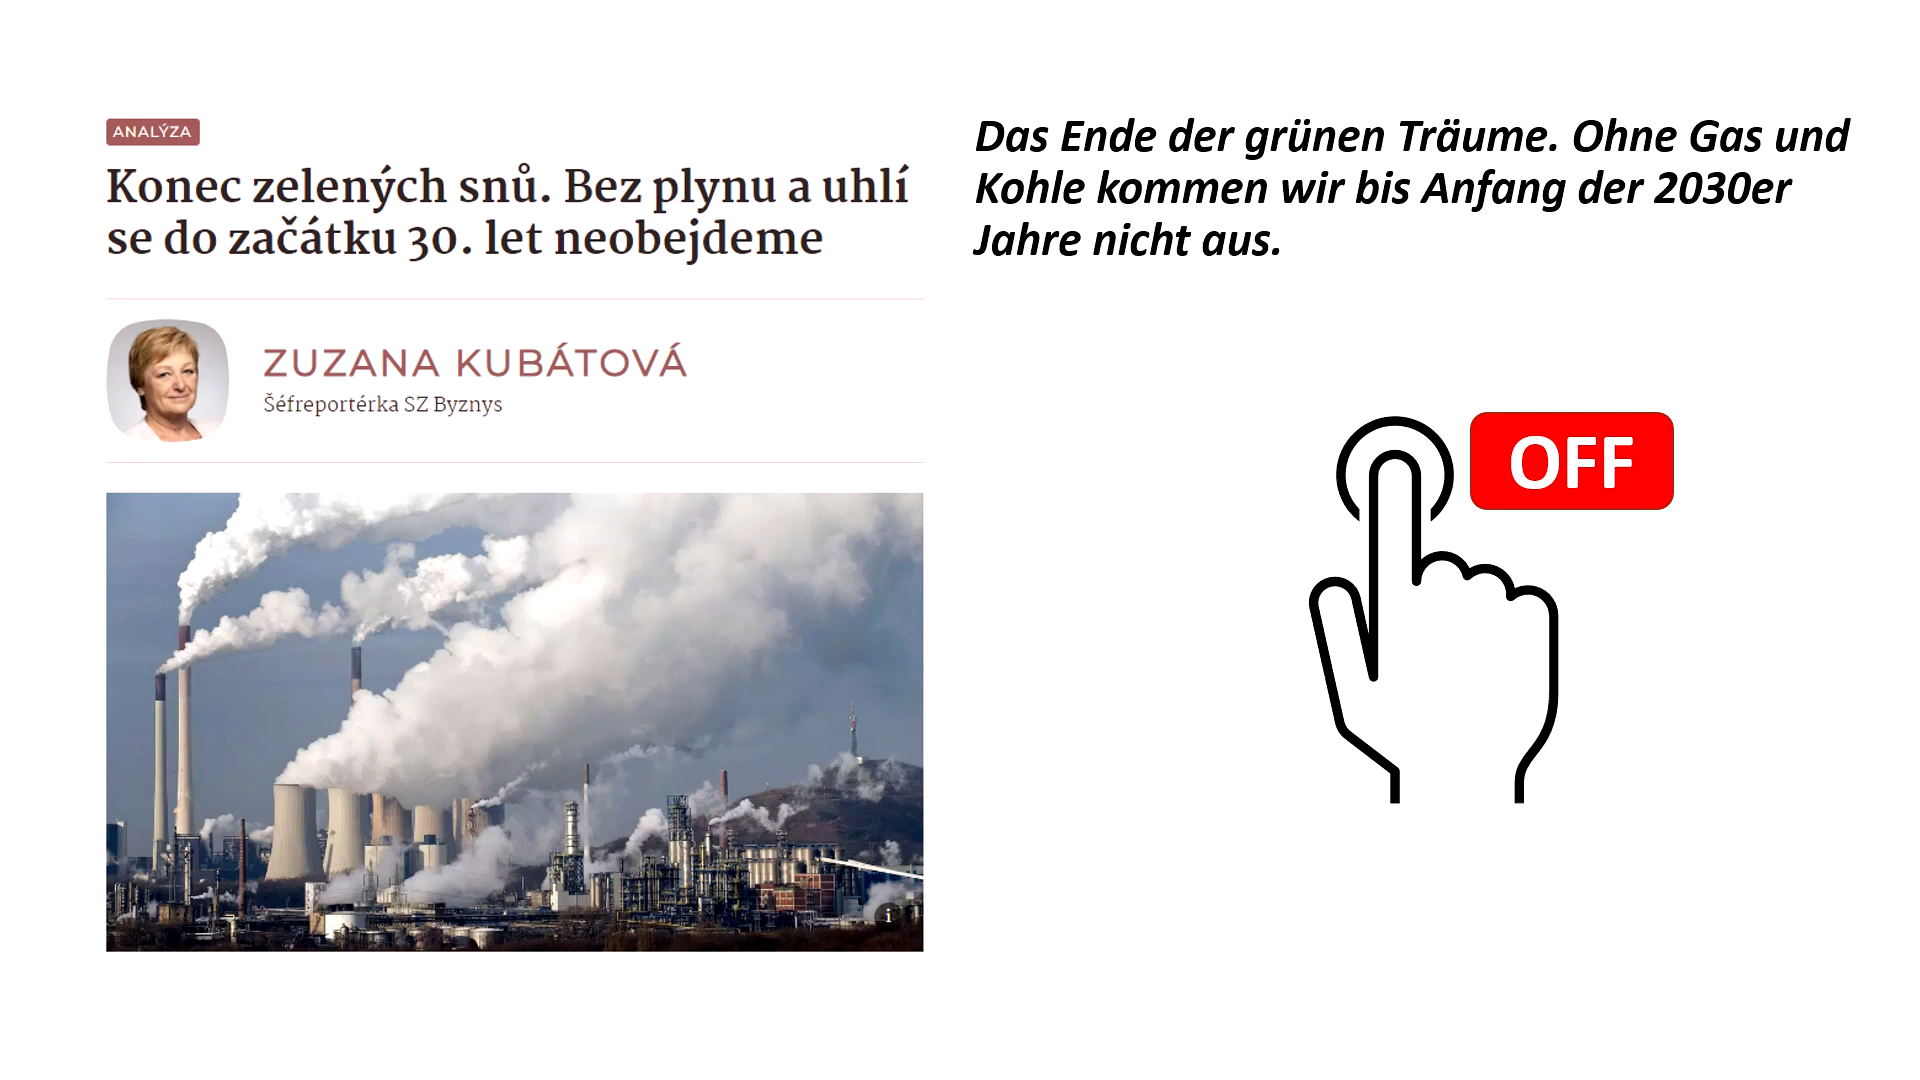 ANALÝZA
Konec zelených snů. Bez plynu a uhlí
se do začátku 30. let neobejdeme
ZUZANA KUBÁTOVÁ
Šéfreportérka SZ Byznys
i
Das Ende der grünen Träume. Ohne Gas und
Kohle kommen wir bis Anfang der 2030er
Jahre nicht aus.
OFF